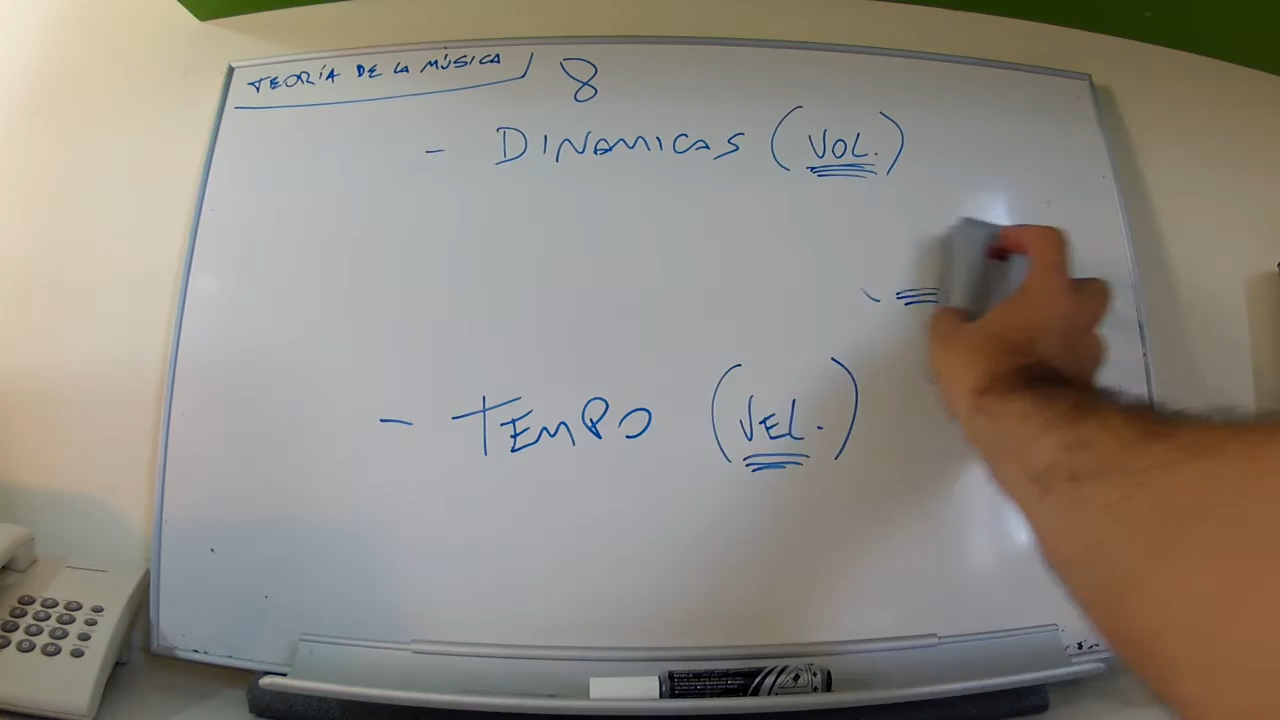 TEORÍA DE LA MÚSICA 8
- DINAMICAS (VOL.)
- TEMPO (VEL.)